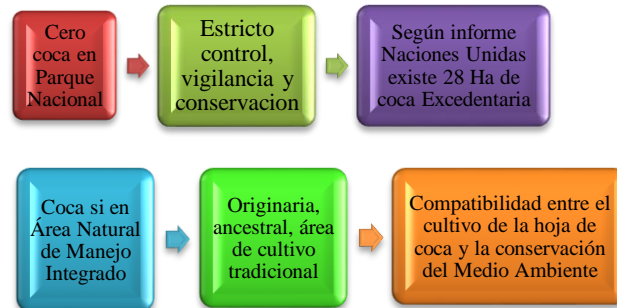 Cero
coca en
Parque
Nacional
Estricto
control,
vigilancia y
conservacion
Según informe
Naciones Unidas
existe 28 Ha de
coca Excedentaria
Coca si en
Área Natural
de Manejo
Integrado
Originaria,
ancestral, área
de cultivo
tradicional
Compatibilidad entre el
cultivo de la hoja de
coca y la conservación
del Medio Ambiente